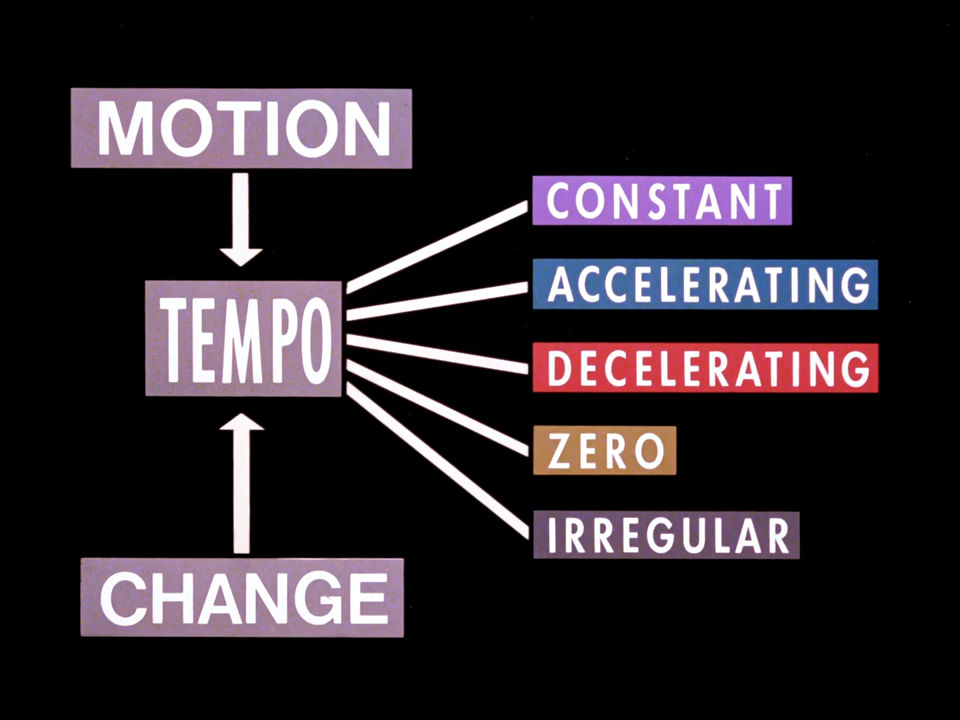 MOTION
TEMPO
CHANGE
CONSTANT
ACCELERATING
DECELERATING
ZERO
IRREGULAR